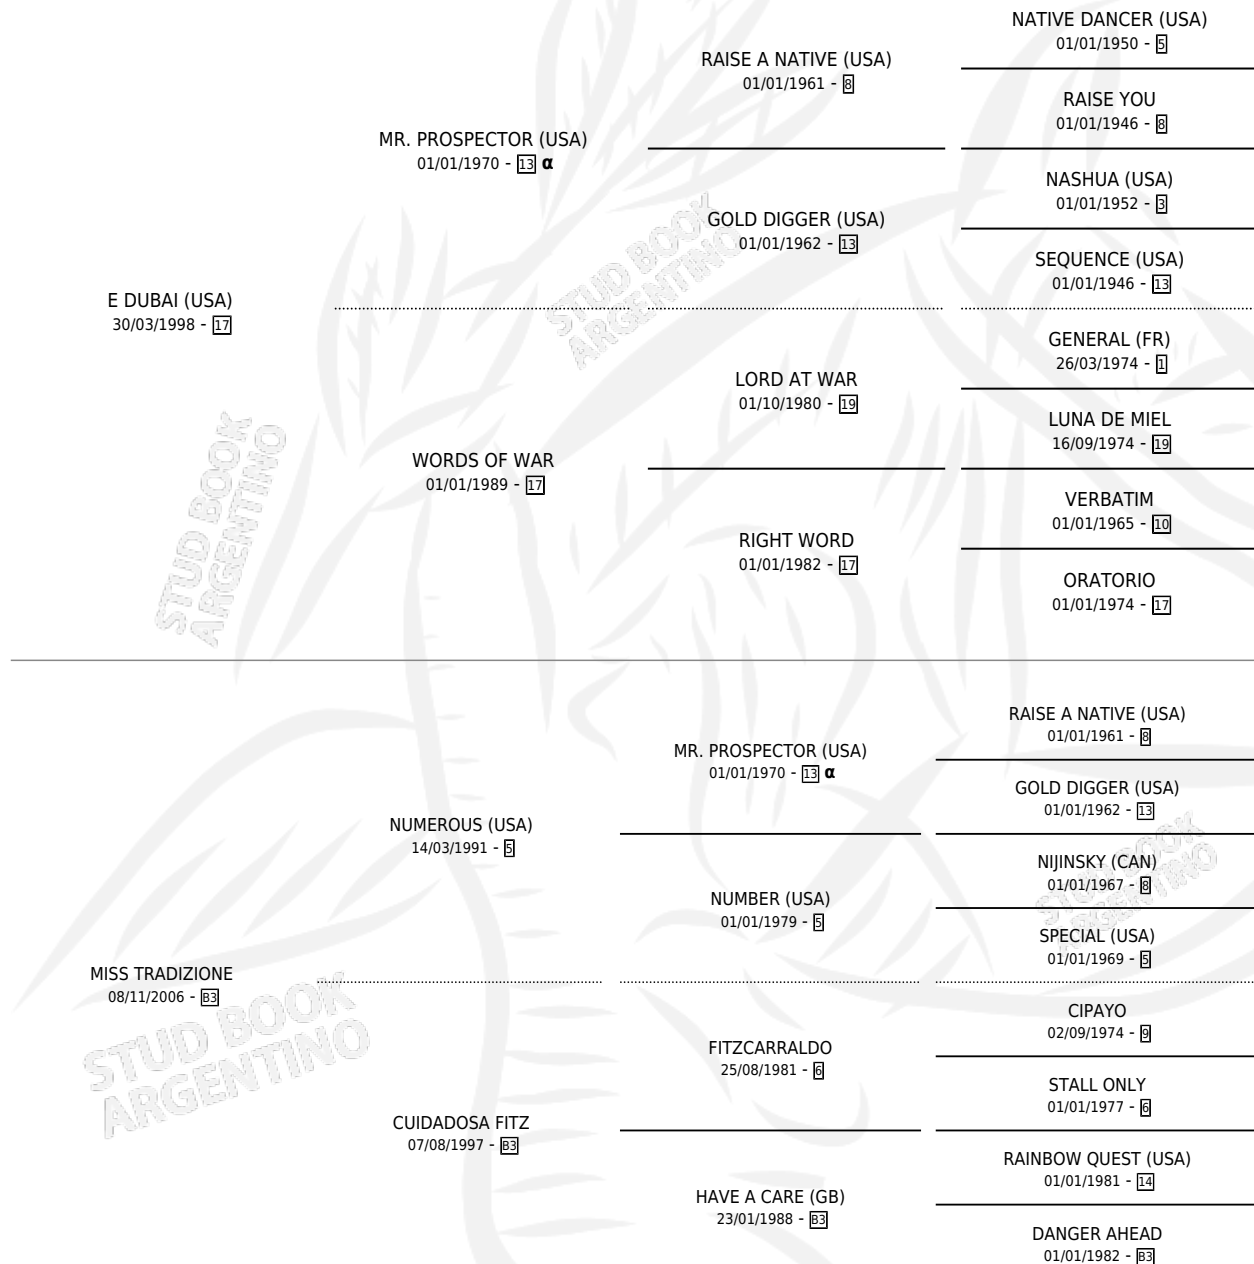 NATIVE DANCER (USA)
01/01/1950 - 5
RAISE A NATIVE (USA)
01/01/1961 - 8
RAISE YOU
01/01/1946 - 8
MR. PROSPECTOR (USA)
01/01/1970 - 13 α
NASHUA (USA)
01/01/1952 - 3
GOLD DIGGER (USA)
01/01/1962 - 13
SEQUENCE (USA)
01/01/1946 - 13
E DUBAI (USA)
30/03/1998 - 17
GENERAL (FR)
26/03/1974 - 1
LORD AT WAR
01/10/1980 - 19
LUNA DE MIEL
16/09/1974 - 19
WORDS OF WAR
01/01/1989 - 17
VERBATIM
01/01/1965 - 10
RIGHT WORD
01/01/1982 - 17
ORATORIO
01/01/1974 - 17
RAISE A NATIVE (USA)
01/01/1961 - 8
MR. PROSPECTOR (USA)
01/01/1970 - 13 α
GOLD DIGGER (USA)
01/01/1962 - 13
NUMEROUS (USA)
14/03/1991 - 5
NIJINSKY (CAN)
01/01/1967 - 8
NUMBER (USA)
01/01/1979 - 5
SPECIAL (USA)
01/01/1969 - 5
MISS TRADIZIONE
08/11/2006 - B3
CIPAYO
02/09/1974 - 9
FITZCARRALDO
25/08/1981 - 6
STALL ONLY
01/01/1977 - 6
CUIDADOSA FITZ
07/08/1997 - B3
RAINBOW QUEST (USA)
01/01/1981 - 14
HAVE A CARE (GB)
23/01/1988 - B3
DANGER AHEAD
01/01/1982 - B3
STUD BOOK
ARGENTINO
STUD BOOK
ARGENTINO
STUD BOOK
ARGENTINO
STUD BOOK
ARGENTINO